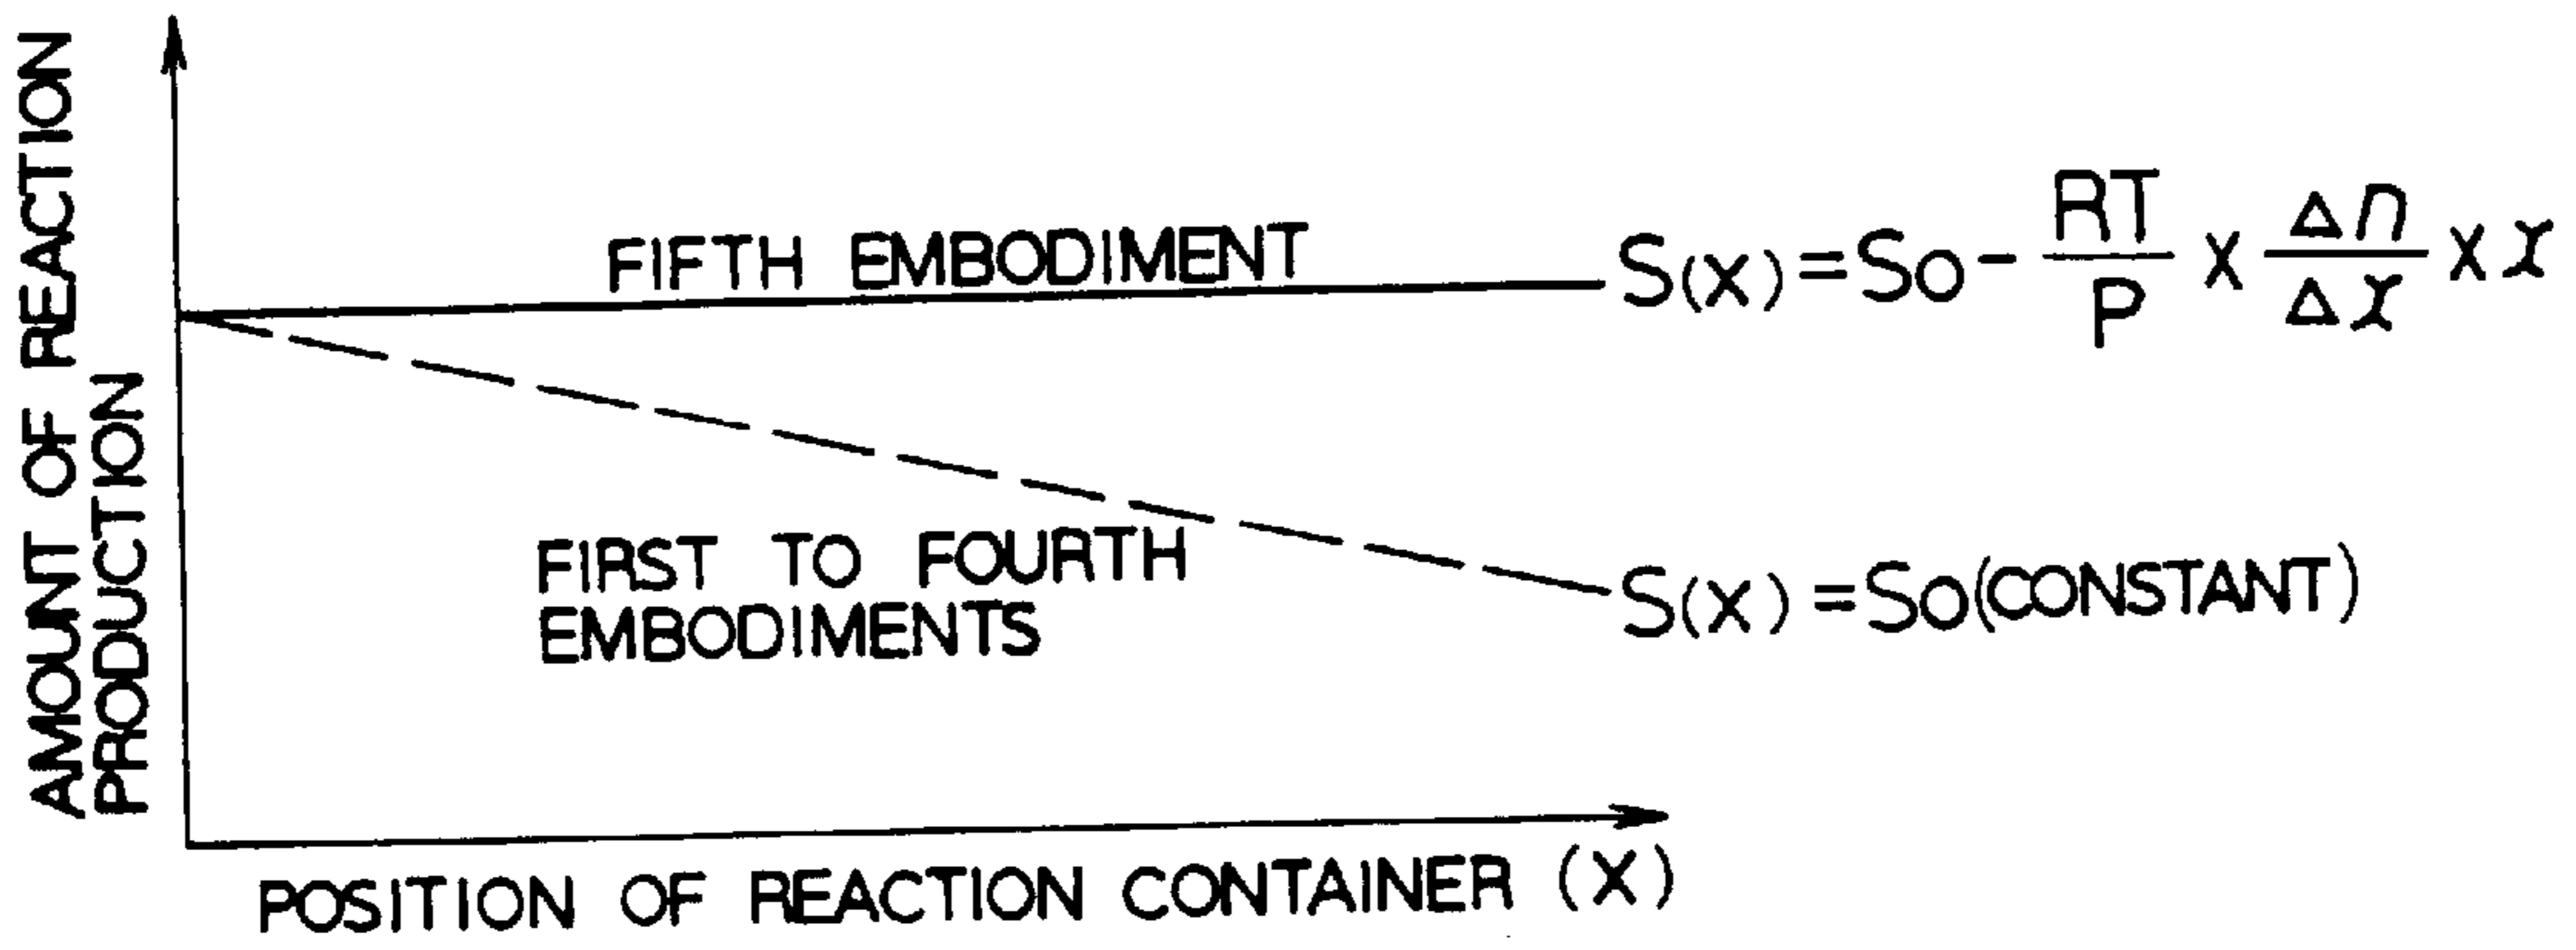 AMOUNT OF REACTION
PRODUCTION
FIFTH EMBODIMENT
S(X) = So - RT/P X Δn/Δx X x
FIRST TO FOURTH
EMBODIMENTS
S(X) = So (CONSTANT)
POSITION OF REACTION CONTAINER (X)